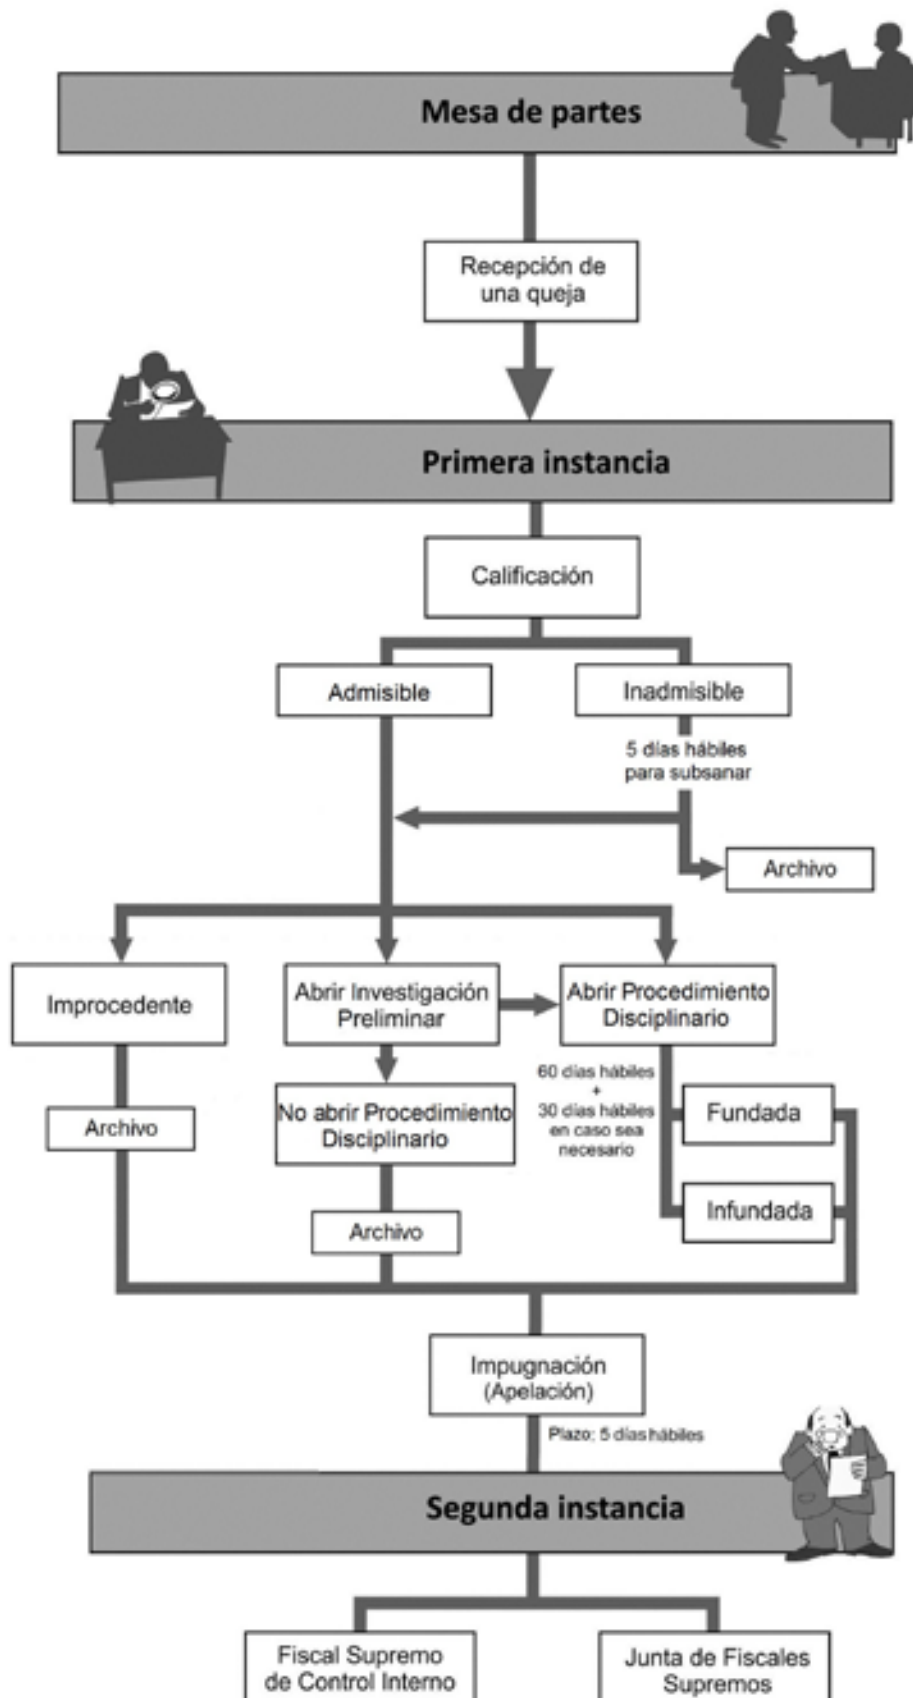 Mesa de partes
Recepción de
una queja
Primera instancia
Calificación
Admisible
Inadmisible
5 días hábiles
para subsanar
Archivo
Improcedente
Abrir Investigación
Preliminar
Abrir Procedimiento
Disciplinario
Archivo
No abrir Procedimiento
Disciplinario
60 días hábiles
+
30 días hábiles
en caso sea
necesario
Fundada
Infundada
Archivo
Impugnación
(Apelación)
Plazo: 5 días hábiles
Segunda instancia
Fiscal Supremo
de Control Interno
Junta de Fiscales
Supremos